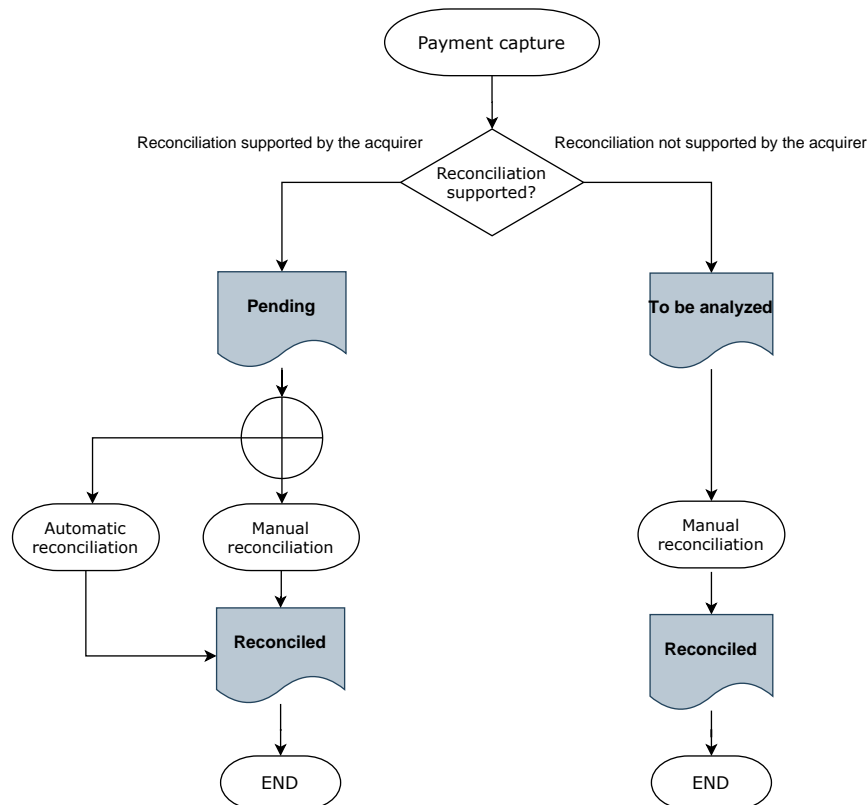 Payment capture
Reconciliation supported by the acquirer
Reconciliation not supported by the acquirer
Reconciliation
supported?
Pending
To be analyzed
Automatic
reconciliation
Manual
reconciliation
Manual
reconciliation
Reconciled
Reconciled
END
END